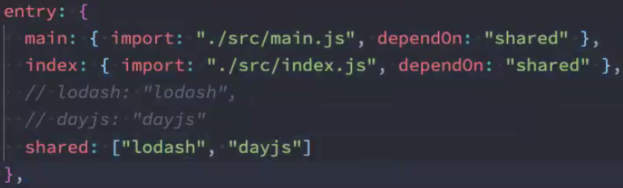 entry: {
main: { import: "./src/main.js", dependOn: "shared" },
index: { import: "./src/index.js", dependOn: "shared" },
// lodash: "lodash",
// dayjs: "dayjs"
shared: ["lodash", "dayjs"]
},